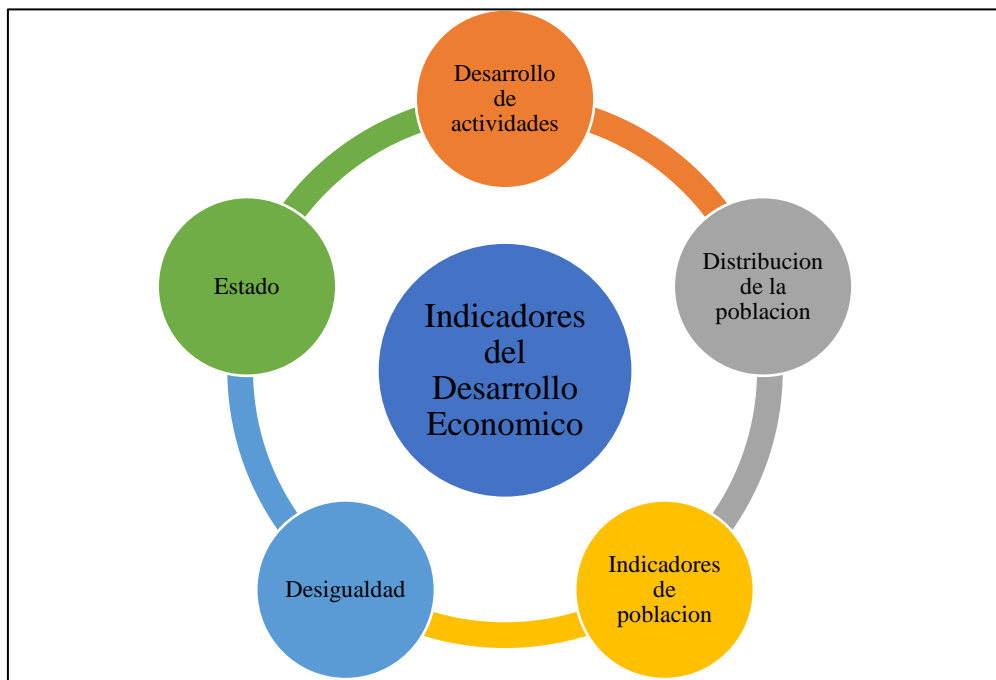 Desarrollo
de
actividades
Distribucion
de la
poblacion
Indicadores
de
poblacion
Desigualdad
Estado
Indicadores
del
Desarrollo
Economico